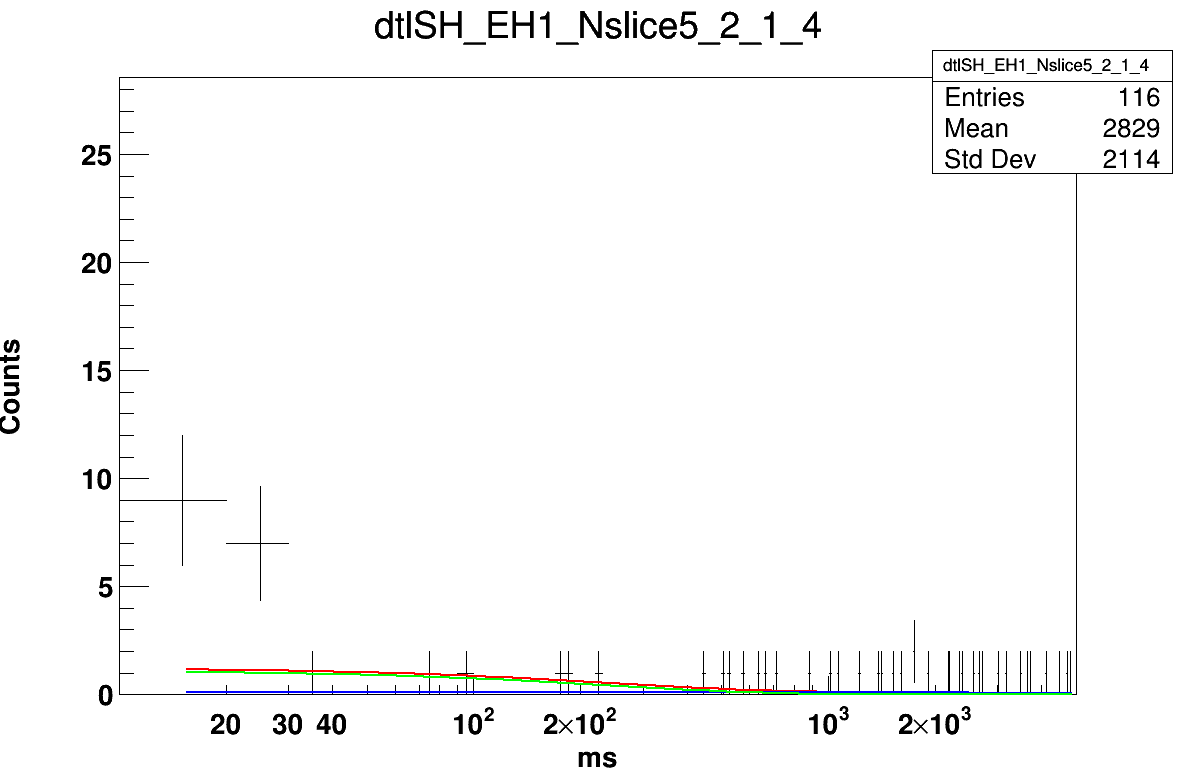 dtlSH_EH1_Nslice5_2_1_4
dtlSH_EH1_Nslice5_2_1_4
Entries 116
Mean 2829
Std Dev 2114
Counts
25
20
15
10
5
0
20 30 40 10² 2×10² 10³ 2×10³
ms